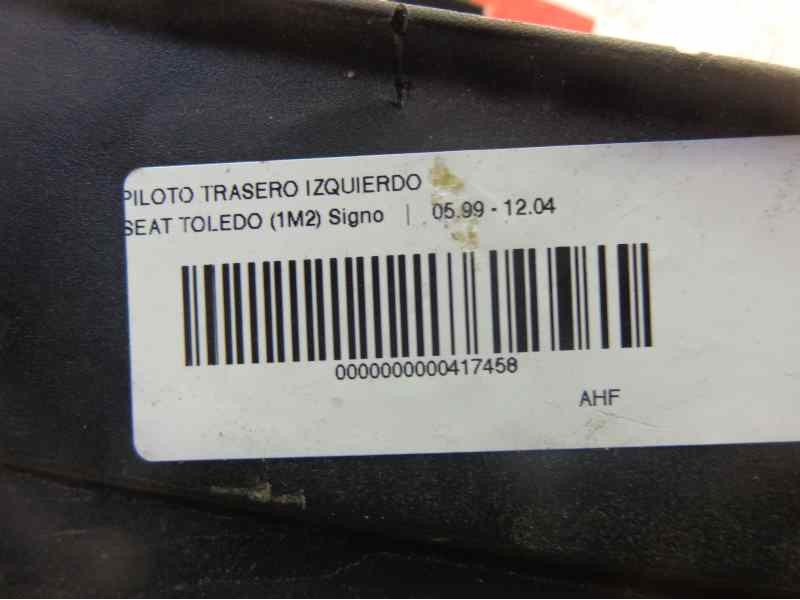 PILOTO TRASERO IZQUIERDO
SEAT TOLEDO (1M2) Signo | 05.99 - 12.04
0000000000417458
AHF